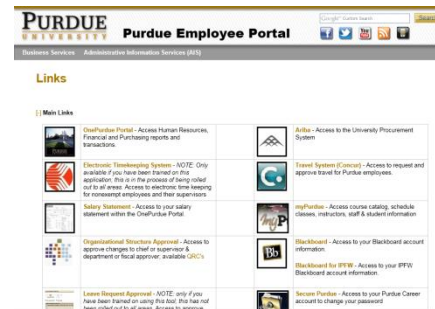 PURDUE
UNIVERSITY
Purdue Employee Portal
Google™ Custom Search
Search
Business Services Administrative Information Services (AIS)
Links
[-] Main Links
OnePurdue Portal - Access Human Resources,
Financial and Purchasing reports and
transactions.
Ariba - Access to the University Procurement
System
Electronic Timekeeping System - NOTE: Only
available if you have been trained on this
application, this is in the process of being rolled
out to all areas. Access to electronic time keeping
for nonexempt employees and their supervisors
Travel System (Concur) - Access to request and
approve travel for Purdue employees.
Salary Statement - Access to your salary
statement within the OnePurdue Portal
myPurdue - Access course catalog, schedule
classes, instructors, staff & student information
Organizational Structure Approval - Access to
approve changes to chief or supervisor &
department or fiscal approver. available QRC's
Blackboard - Access to your Blackboard account
information.
Blackboard for IPFW - Access to your IPFW
Blackboard account information.
Leave Request Approval - NOTE: only if you
have been trained on using this tool, this has not
been rolled out to all areas. Access to approve
Secure Purdue - Access to your Purdue Career
account to change your password